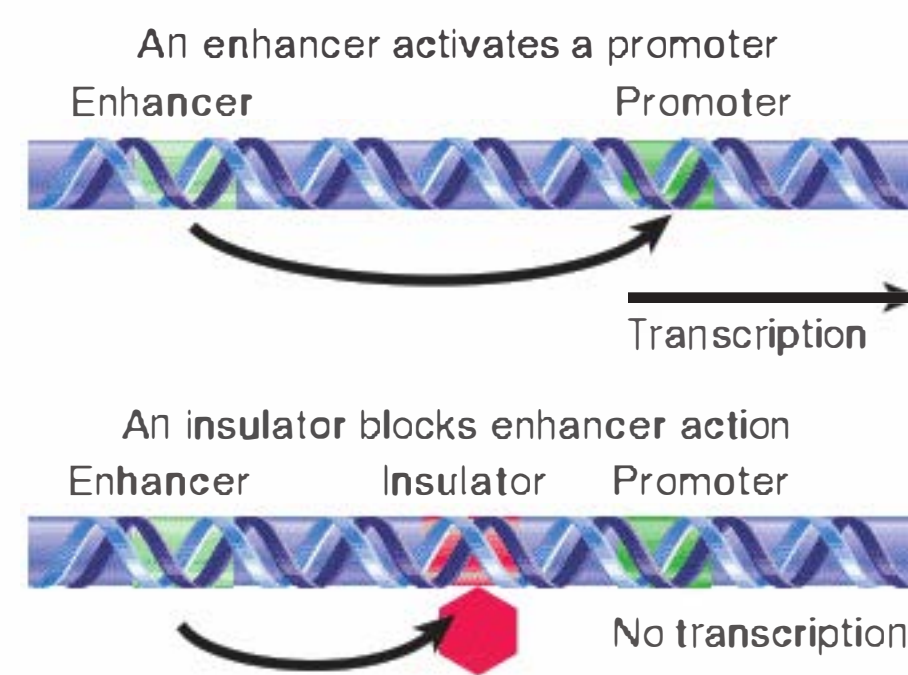 An enhancer activates a promoter
Enhancer Promoter
Transcription
An insulator blocks enhancer action
Enhancer Insulator Promoter
No transcription